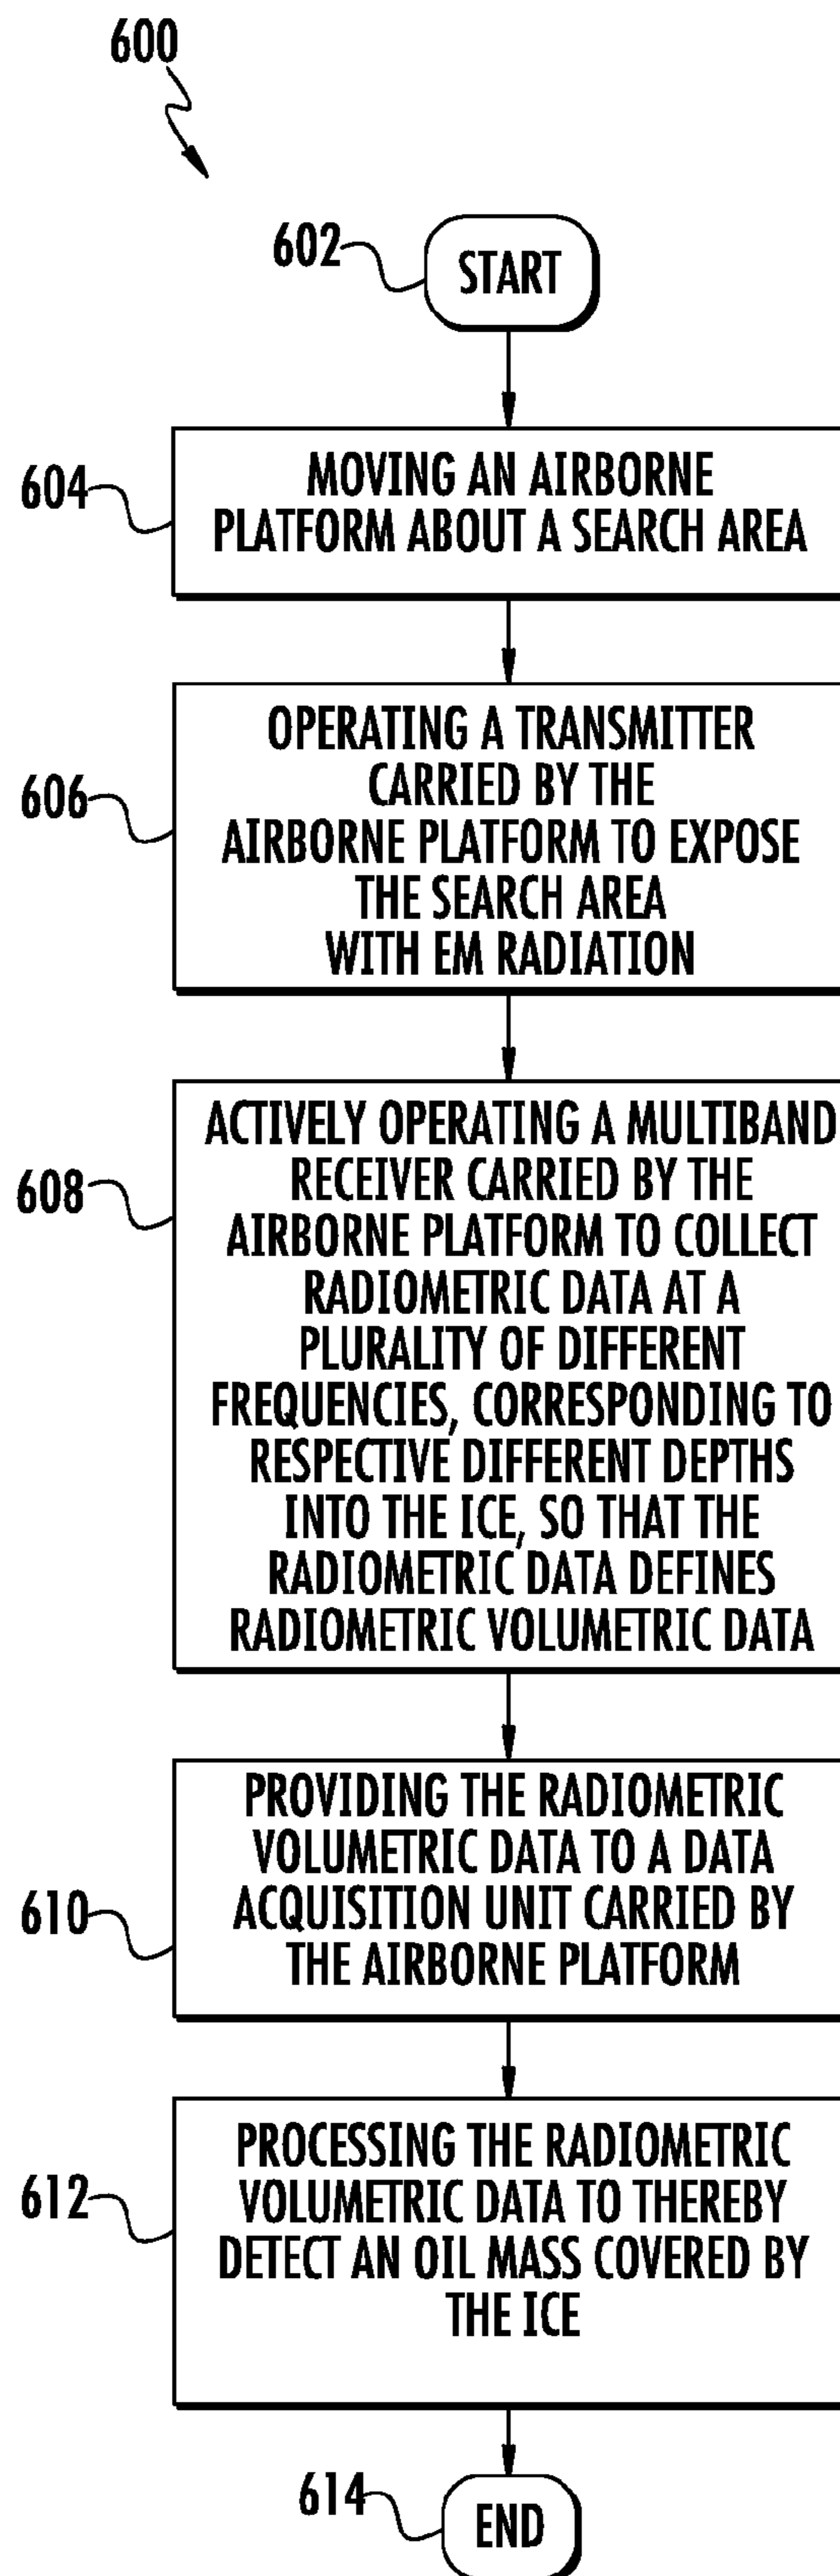 600
602
START
604
MOVING AN AIRBORNE
PLATFORM ABOUT A SEARCH AREA
606
OPERATING A TRANSMITTER
CARRIED BY THE
AIRBORNE PLATFORM TO EXPOSE
THE SEARCH AREA
WITH EM RADIATION
608
ACTIVELY OPERATING A MULTIBAND
RECEIVER CARRIED BY THE
AIRBORNE PLATFORM TO COLLECT
RADIOMETRIC DATA AT A
PLURALITY OF DIFFERENT
FREQUENCIES, CORRESPONDING TO
RESPECTIVE DIFFERENT DEPTHS
INTO THE ICE, SO THAT THE
RADIOMETRIC DATA DEFINES
RADIOMETRIC VOLUMETRIC DATA
610
PROVIDING THE RADIOMETRIC
VOLUMETRIC DATA TO A DATA
ACQUISITION UNIT CARRIED BY
THE AIRBORNE PLATFORM
612
PROCESSING THE RADIOMETRIC
VOLUMETRIC DATA TO THEREBY
DETECT AN OIL MASS COVERED BY
THE ICE
614
END